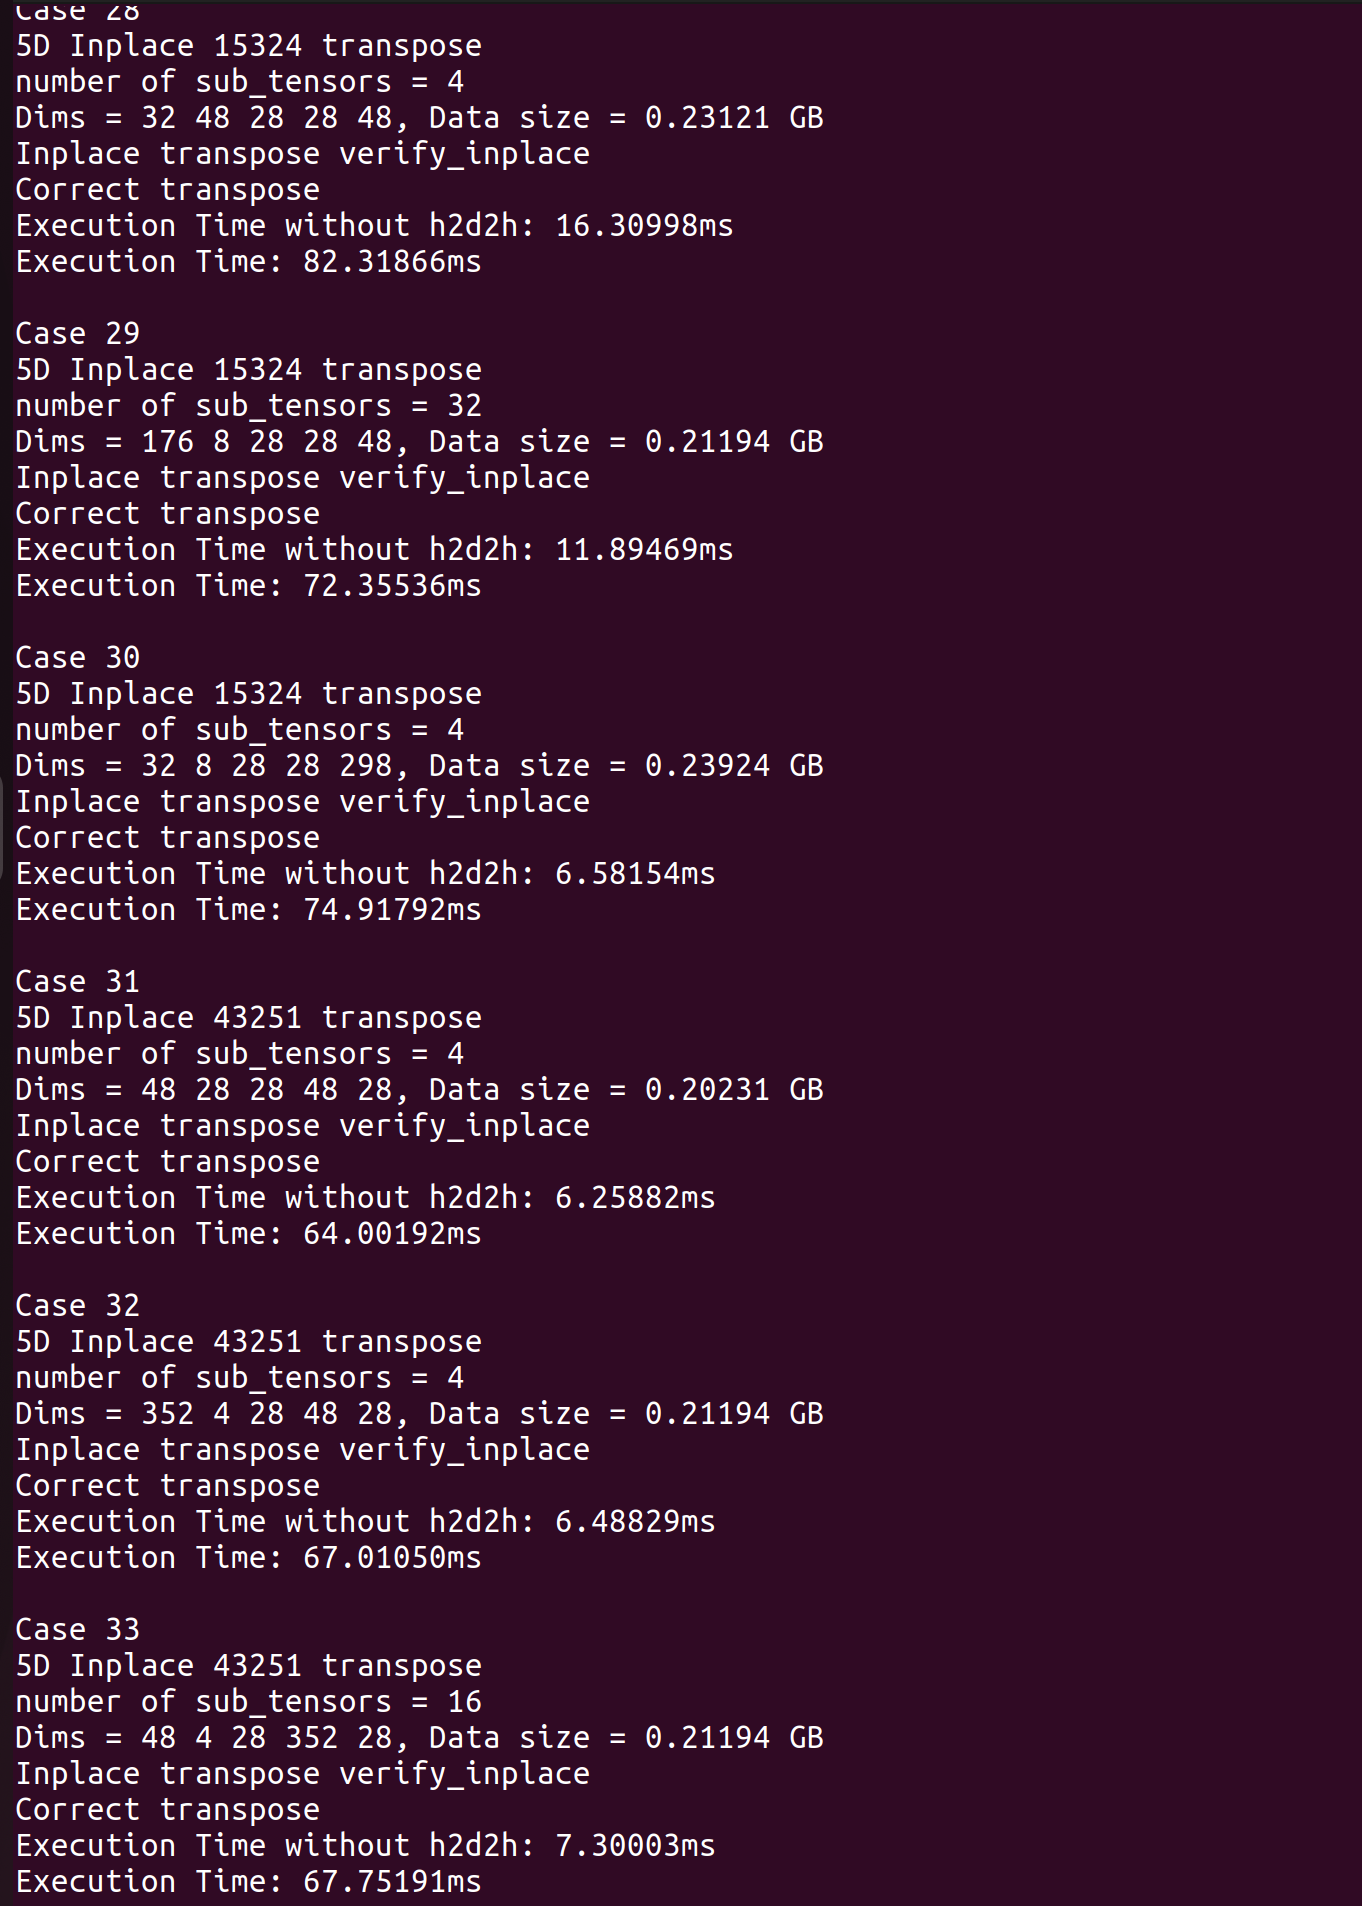 Case 28
5D Inplace 15324 transpose
number of sub_tensors = 4
Dims = 32 48 28 28 48, Data size = 0.23121 GB
Inplace transpose verify_inplace
Correct transpose
Execution Time without h2d2h: 16.30998ms
Execution Time: 82.31866ms

Case 29
5D Inplace 15324 transpose
number of sub_tensors = 32
Dims = 176 8 28 28 48, Data size = 0.21194 GB
Inplace transpose verify_inplace
Correct transpose
Execution Time without h2d2h: 11.89469ms
Execution Time: 72.35536ms

Case 30
5D Inplace 15324 transpose
number of sub_tensors = 4
Dims = 32 8 28 28 298, Data size = 0.23924 GB
Inplace transpose verify_inplace
Correct transpose
Execution Time without h2d2h: 6.58154ms
Execution Time: 74.91792ms

Case 31
5D Inplace 43251 transpose
number of sub_tensors = 4
Dims = 48 28 28 48 28, Data size = 0.20231 GB
Inplace transpose verify_inplace
Correct transpose
Execution Time without h2d2h: 6.25882ms
Execution Time: 64.00192ms

Case 32
5D Inplace 43251 transpose
number of sub_tensors = 4
Dims = 352 4 28 48 28, Data size = 0.21194 GB
Inplace transpose verify_inplace
Correct transpose
Execution Time without h2d2h: 6.48829ms
Execution Time: 67.01050ms

Case 33
5D Inplace 43251 transpose
number of sub_tensors = 16
Dims = 48 4 28 352 28, Data size = 0.21194 GB
Inplace transpose verify_inplace
Correct transpose
Execution Time without h2d2h: 7.30003ms
Execution Time: 67.75191ms